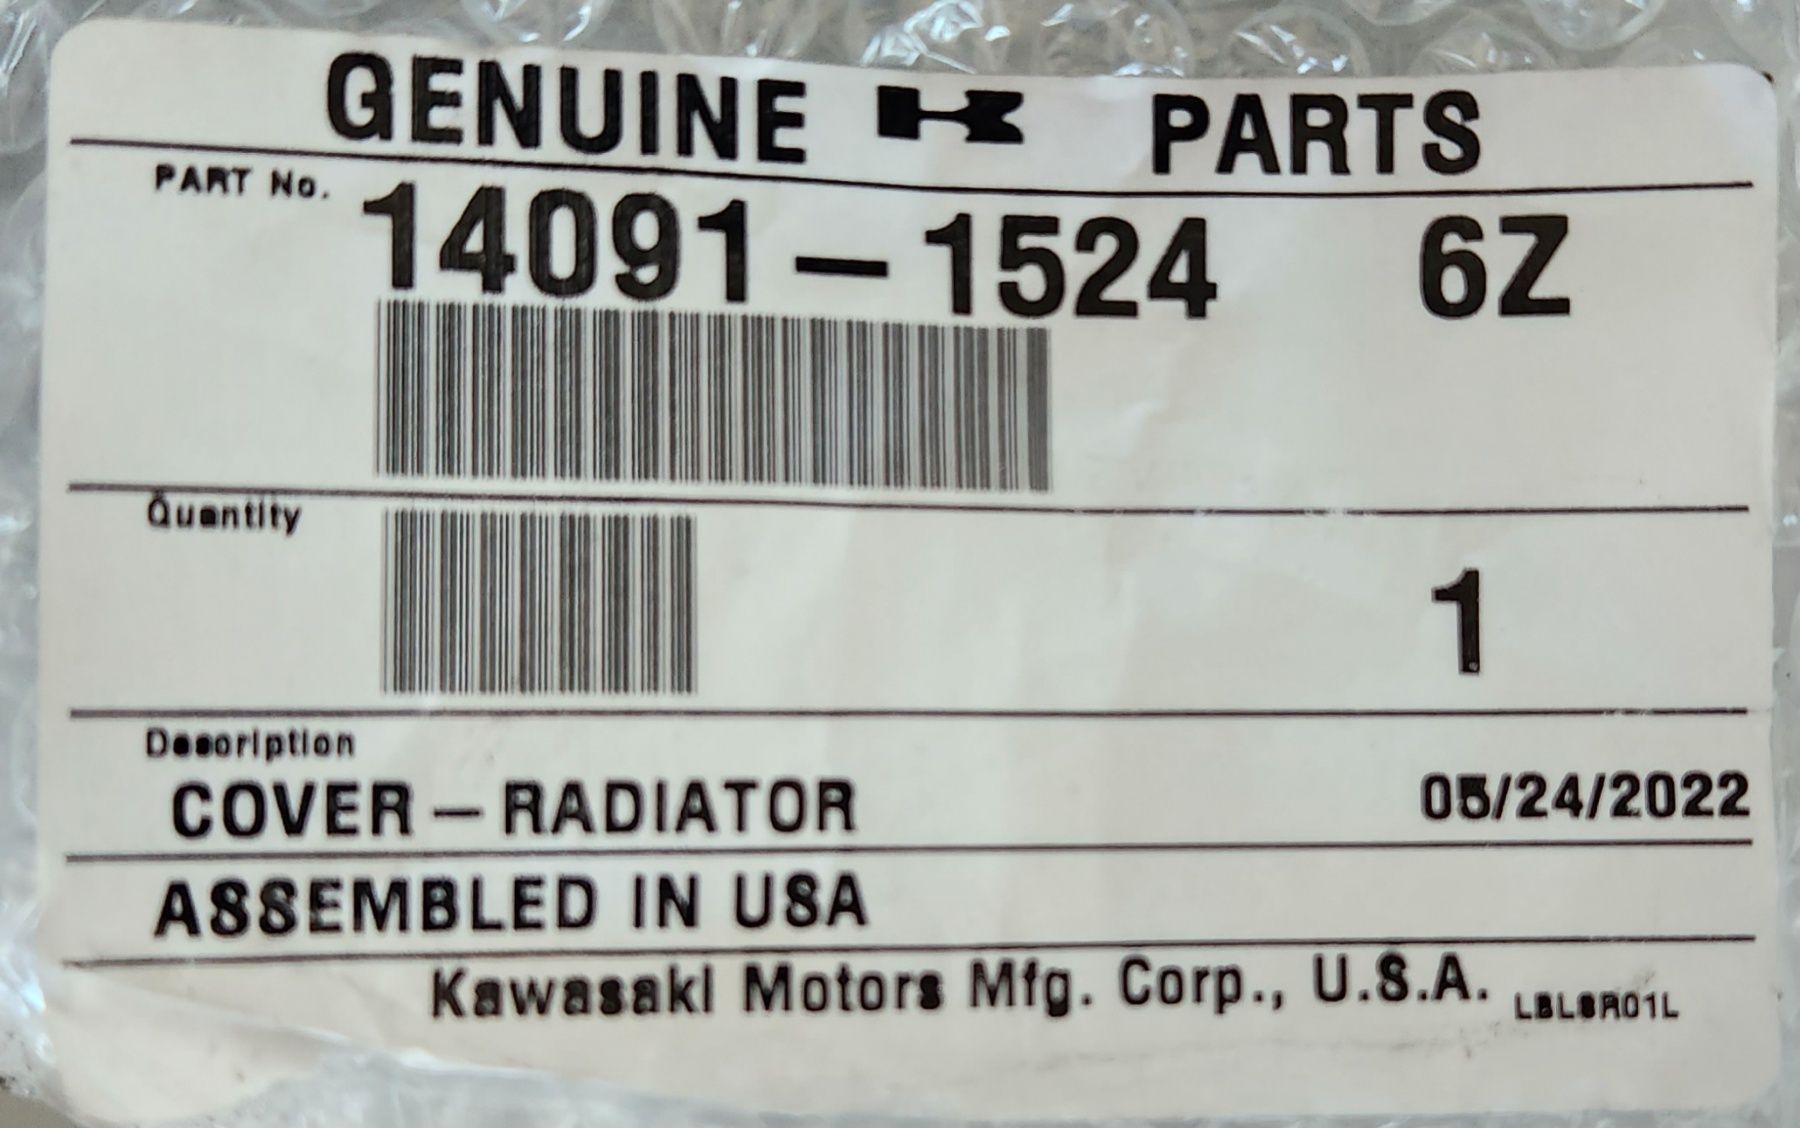 GENUINE K PARTS
PART No. 14091-1524 6Z
Quantity
1
Description
COVER-RADIATOR 05/24/2022
ASSEMBLED IN USA
Kawasaki Motors Mfg. Corp., U.S.A. LBLSR01L